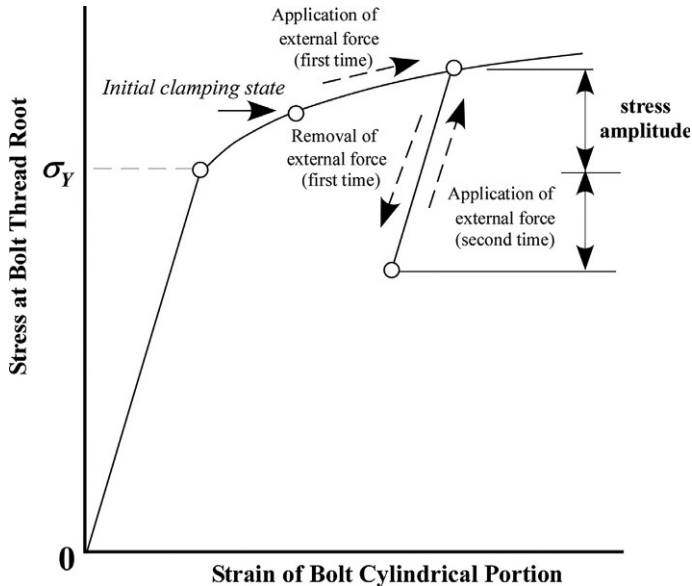 Application of
external force
(first time)
Initial clamping state
Removal of
external force
(first time)
stress
amplitude
Application of
external force
(second time)
σY
Stress at Bolt Thread Root
0
Strain of Bolt Cylindrical Portion